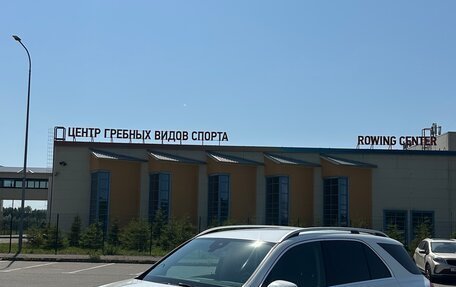 ЦЕНТР ГРЕБНЫХ ВИДОВ СПОРТА
ROWING CENTER